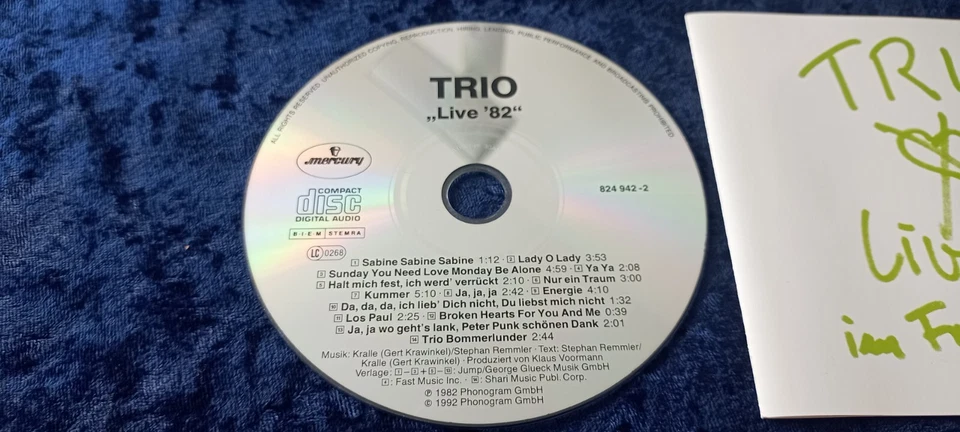 ALL RIGHTS RESERVED. UNAUTHORIZED COPYING, REPRODUCTION, HIRING, LENDING, PUBLIC PERFORMANCE AND BROADCASTING PROHIBITED
TRIO
„Live '82“
mercury
824 942-2
COMPACT
disc
DIGITAL AUDIO
B·I·E·M STEMRA
LC 0268
1 Sabine Sabine Sabine 1:12 · 2 Lady O Lady 3:53
3 Sunday You Need Love Monday Be Alone 4:59 · 4 Ya Ya 2:08
5 Halt mich fest, ich werd' verrückt 2:10 · 6 Nur ein Traum 3:00
7 Kummer 5:10 · 8 Ja, ja, ja 2:42 · 9 Energie 4:10
10 Da, da, da, ich lieb' Dich nicht, Du liebst mich nicht 1:32
11 Los Paul 2:25 · 12 Broken Hearts For You And Me 0:39
13 Ja, ja wo geht's lank, Peter Punk schönen Dank 2:01
14 Trio Bommerlunder 2:44
Musik: Kralle (Gert Krawinkel)/Stephan Remmler · Text: Stephan Remmler/
Kralle (Gert Krawinkel) · Produziert von Klaus Voormann
Verlage: 1–3 + 5– : Jump/George Glueck Musik GmbH
4 : Fast Music Inc. · : Shari Music Publ. Corp.
℗ 1982 Phonogram GmbH
© 1992 Phonogram GmbH
TRI
Liv
im Fr